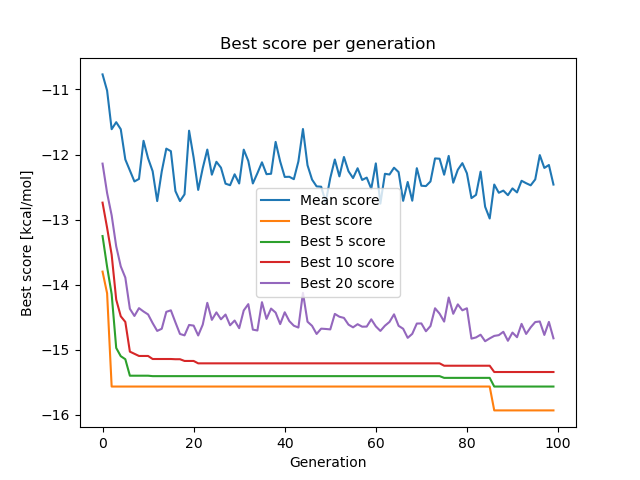 Best score per generation
Best score [kcal/mol]
−11
−12
−13
−14
−15
−16
Mean score
Best score
Best 5 score
Best 10 score
Best 20 score
0
20
40
60
80
100
Generation